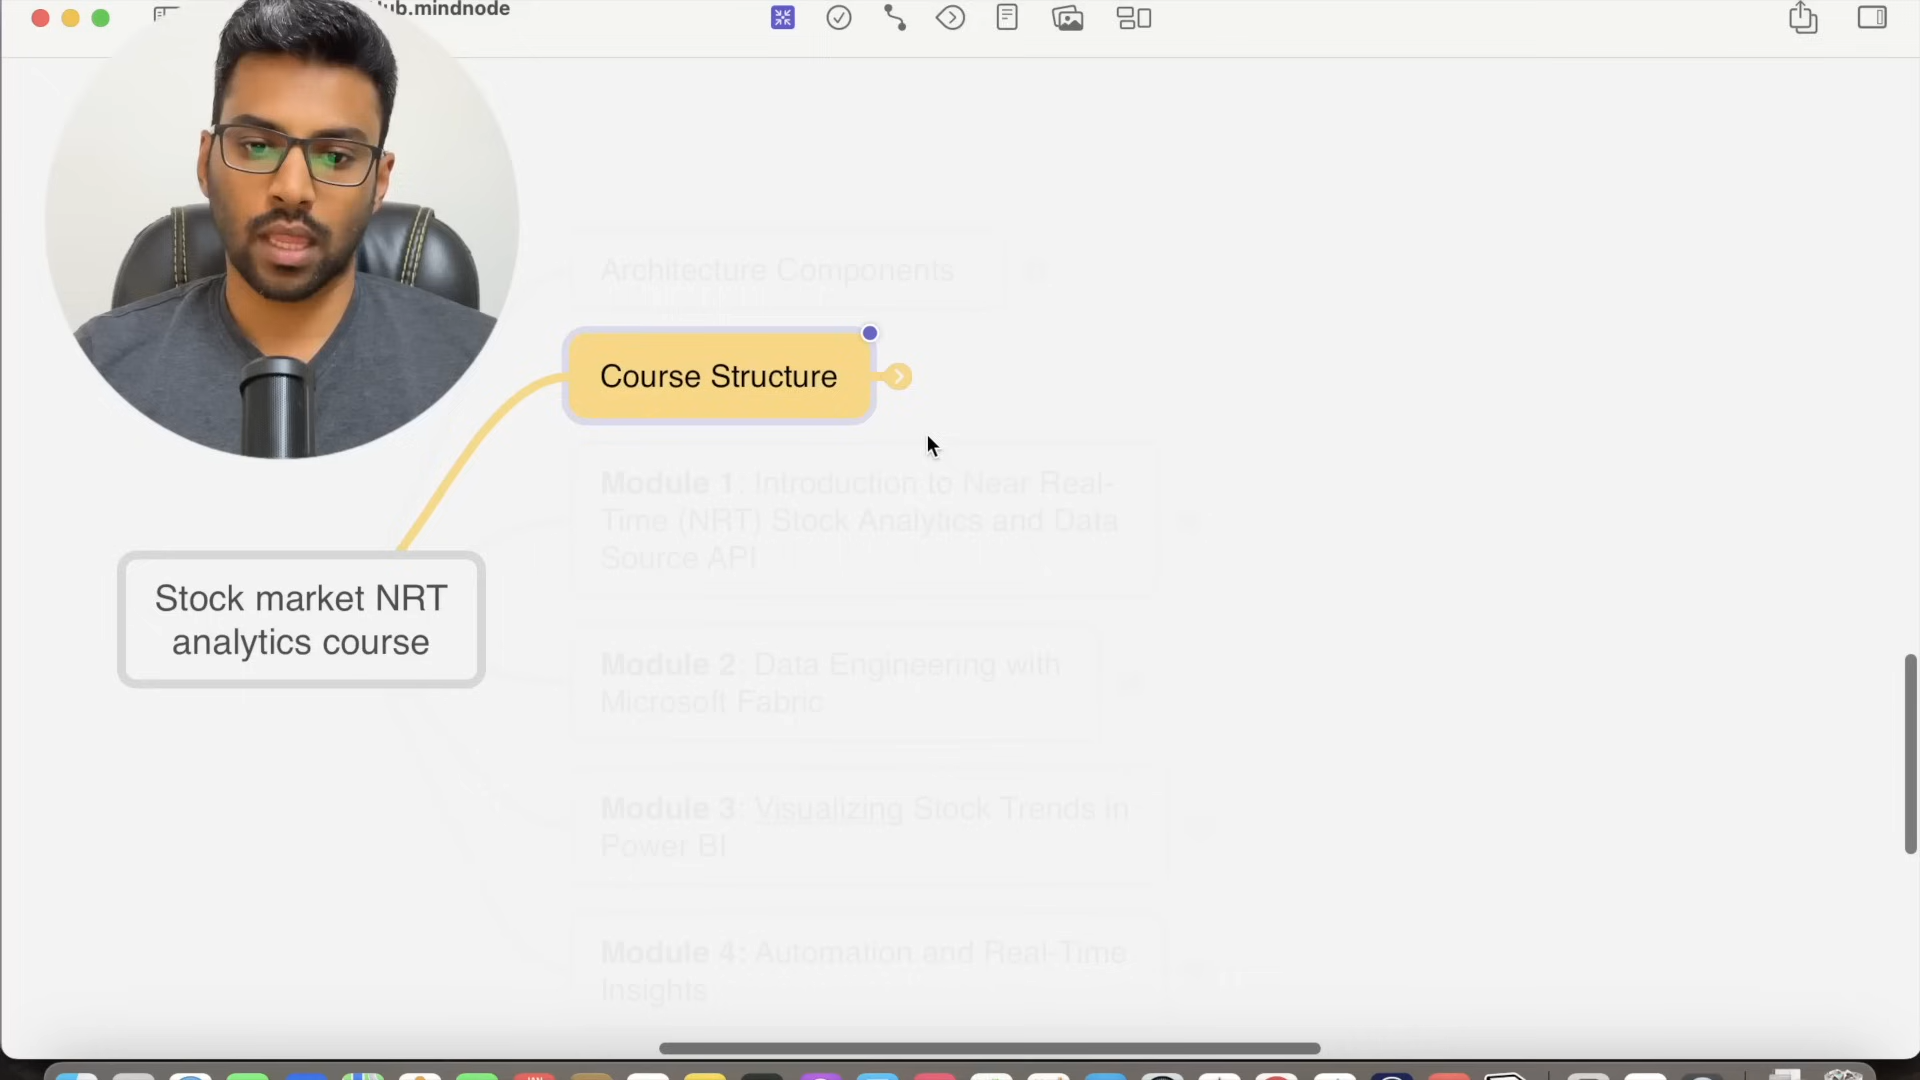 ub.mindnode
Architecture Components
Course Structure
Module 1: Introduction to Near Real-
Time (NRT) Stock Analytics and Data
Source API
Stock market NRT
analytics course
Module 2: Data Engineering with
Microsoft Fabric
Module 3: Visualizing Stock Trends in
Power BI
Module 4: Automation and Real-Time
Insights